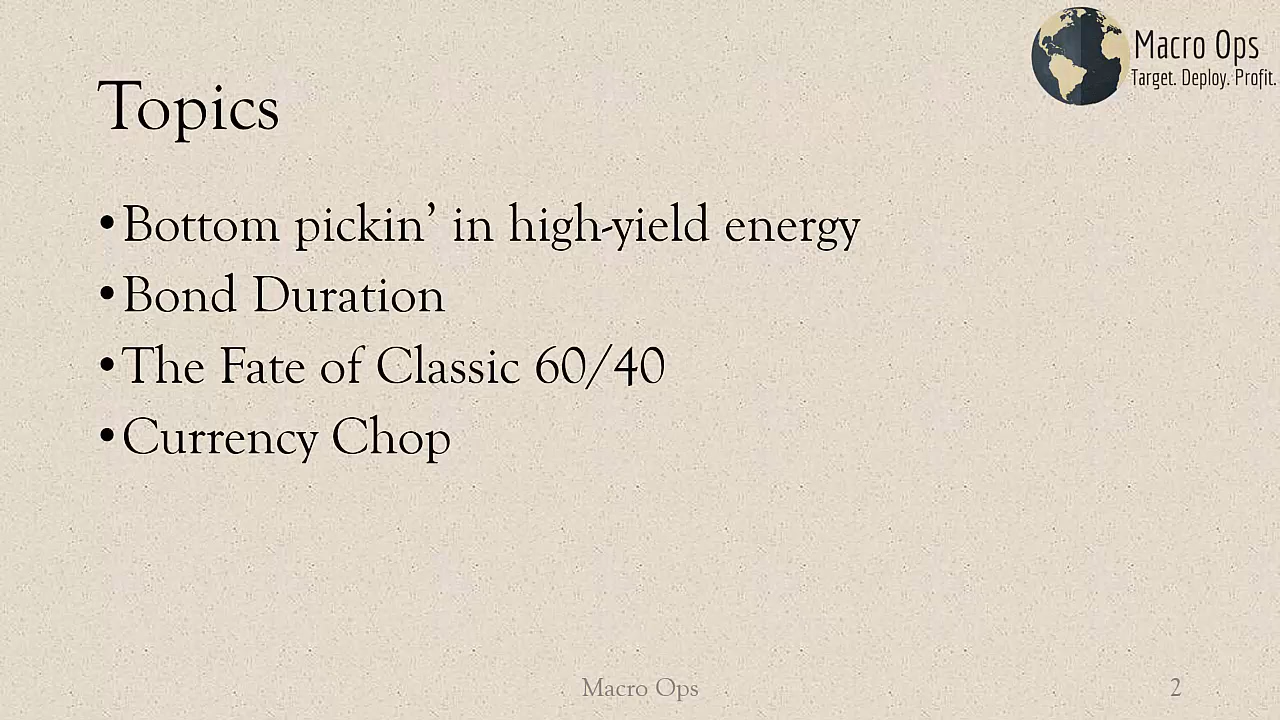 Macro Ops
Target. Deploy. Profit.
Topics
•Bottom pickin’ in high-yield energy
•Bond Duration
•The Fate of Classic 60/40
•Currency Chop
Macro Ops
2